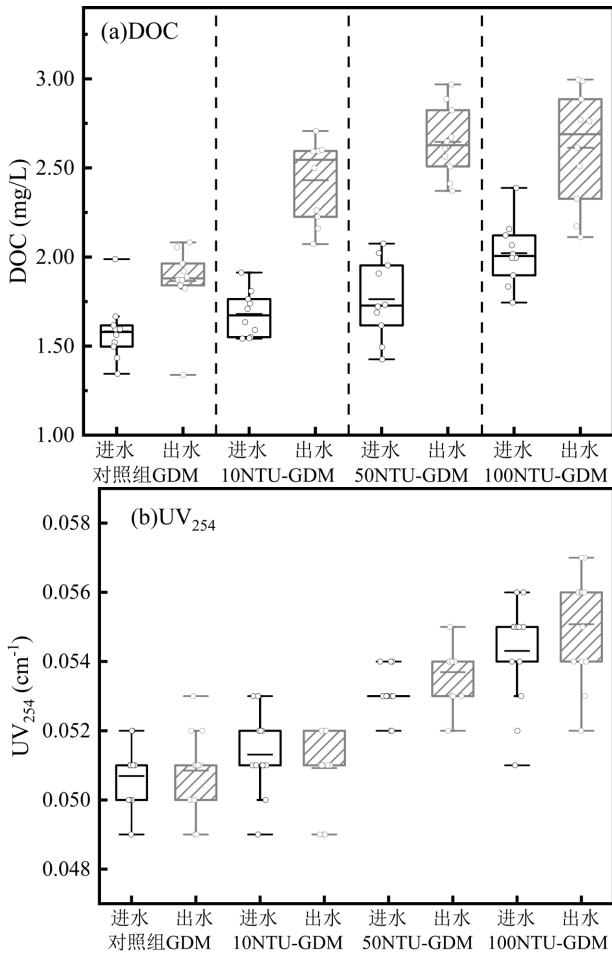 (a)DOC
DOC (mg/L)
3.00
2.50
2.00
1.50
1.00
进水 出水 进水 出水 进水 出水 进水 出水
对照组GDM 10NTU-GDM 50NTU-GDM 100NTU-GDM
(b)UV₂₅₄
UV₂₅₄ (cm⁻¹)
0.058
0.056
0.054
0.052
0.050
0.048
进水 出水 进水 出水 进水 出水 进水 出水
对照组GDM 10NTU-GDM 50NTU-GDM 100NTU-GDM